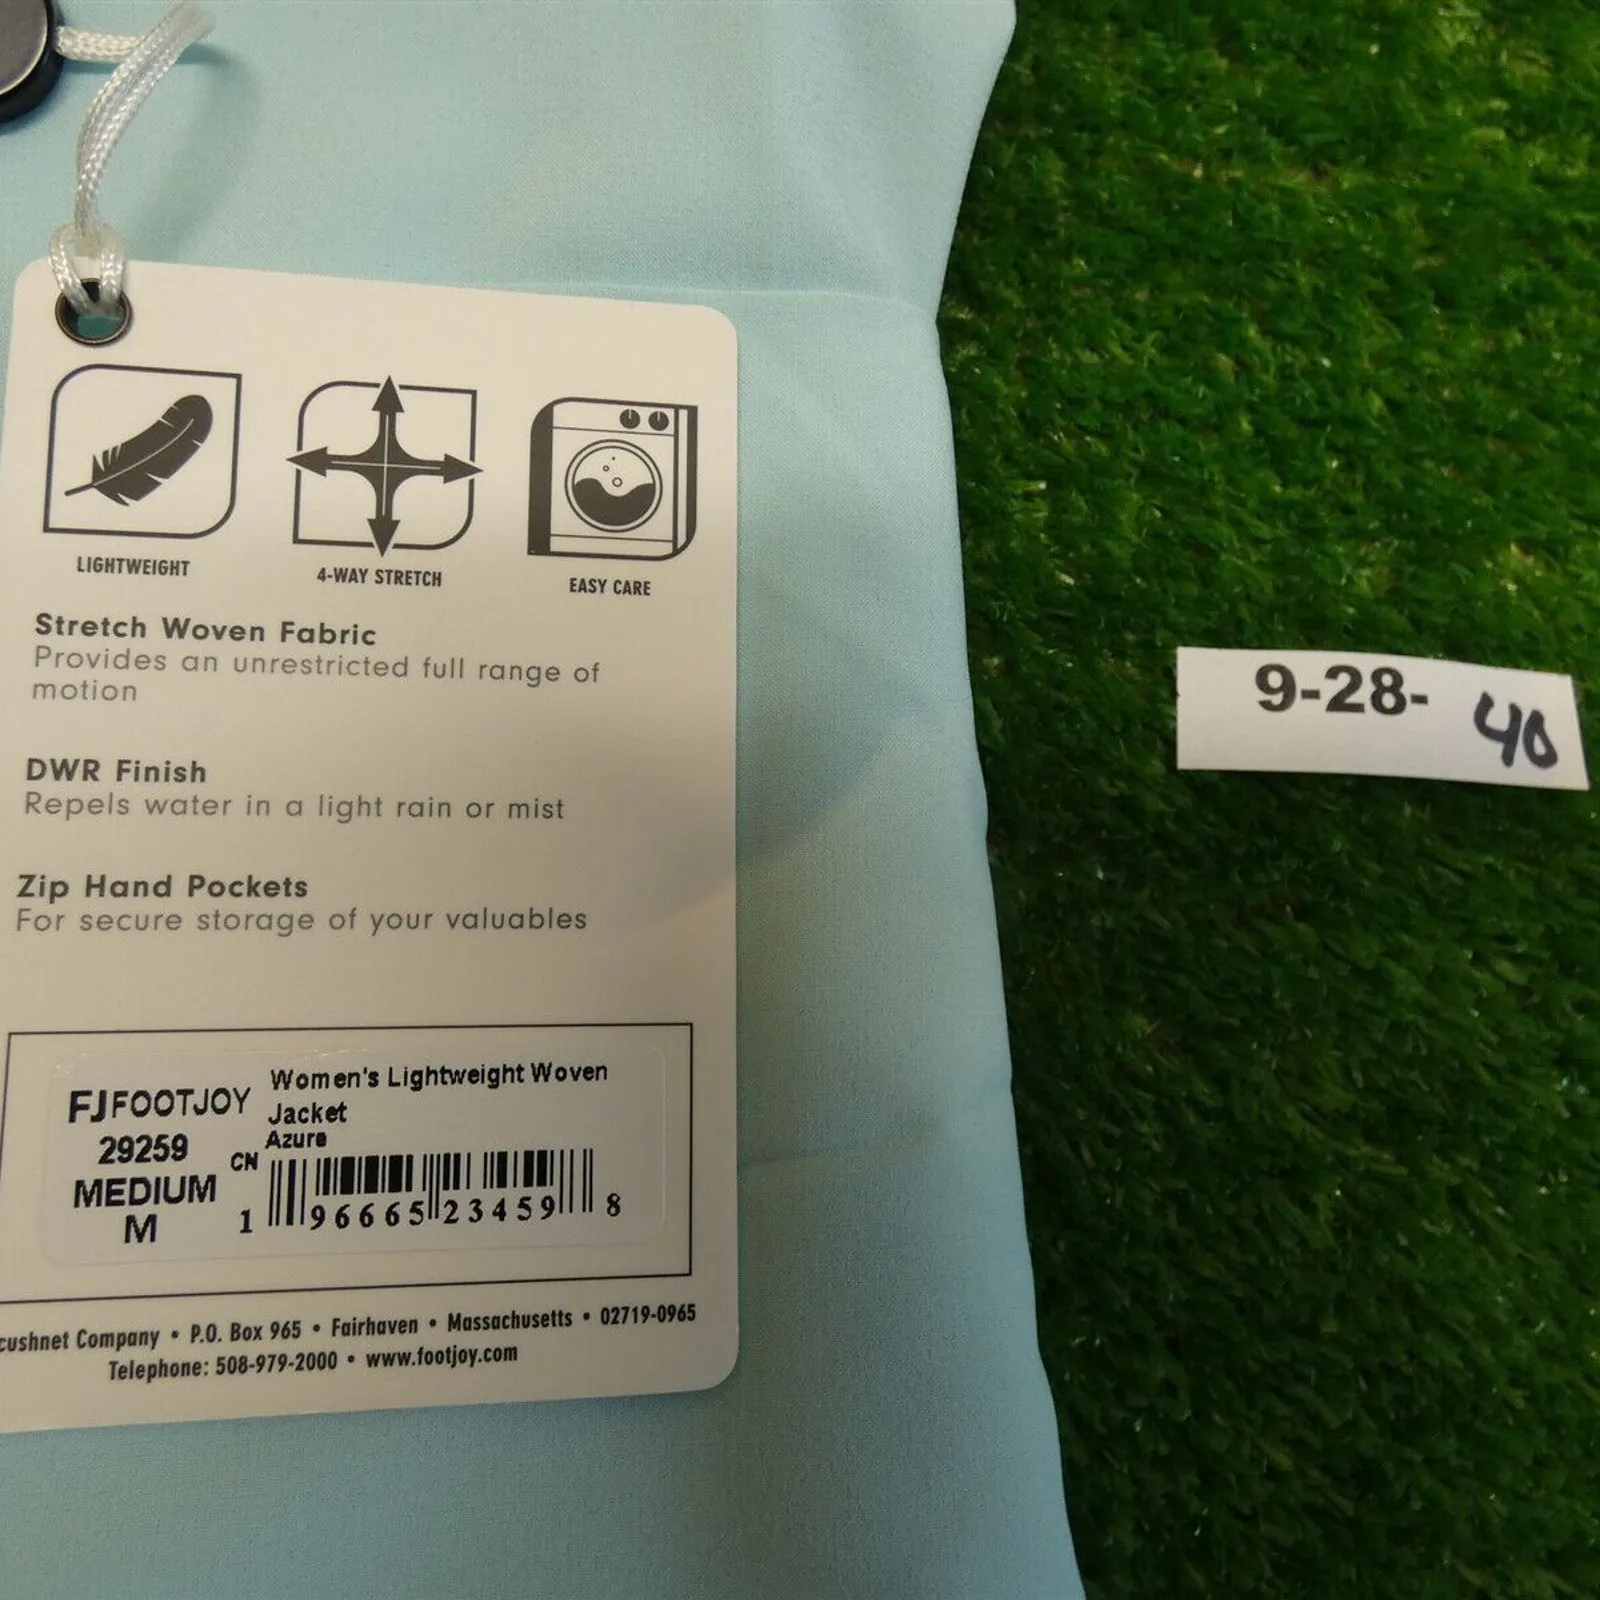 LIGHTWEIGHT
4-WAY STRETCH
EASY CARE
Stretch Woven Fabric
Provides an unrestricted full range of
motion
DWR Finish
Repels water in a light rain or mist
Zip Hand Pockets
For secure storage of your valuables
FJ FOOTJOY
29259
MEDIUM
M
Women's Lightweight Woven
Jacket
Azure
CN
1 96665 23459 8
cushnet Company • P.O. Box 965 • Fairhaven • Massachusetts • 02719-0965
Telephone: 508-979-2000 • www.footjoy.com
9-28- 40